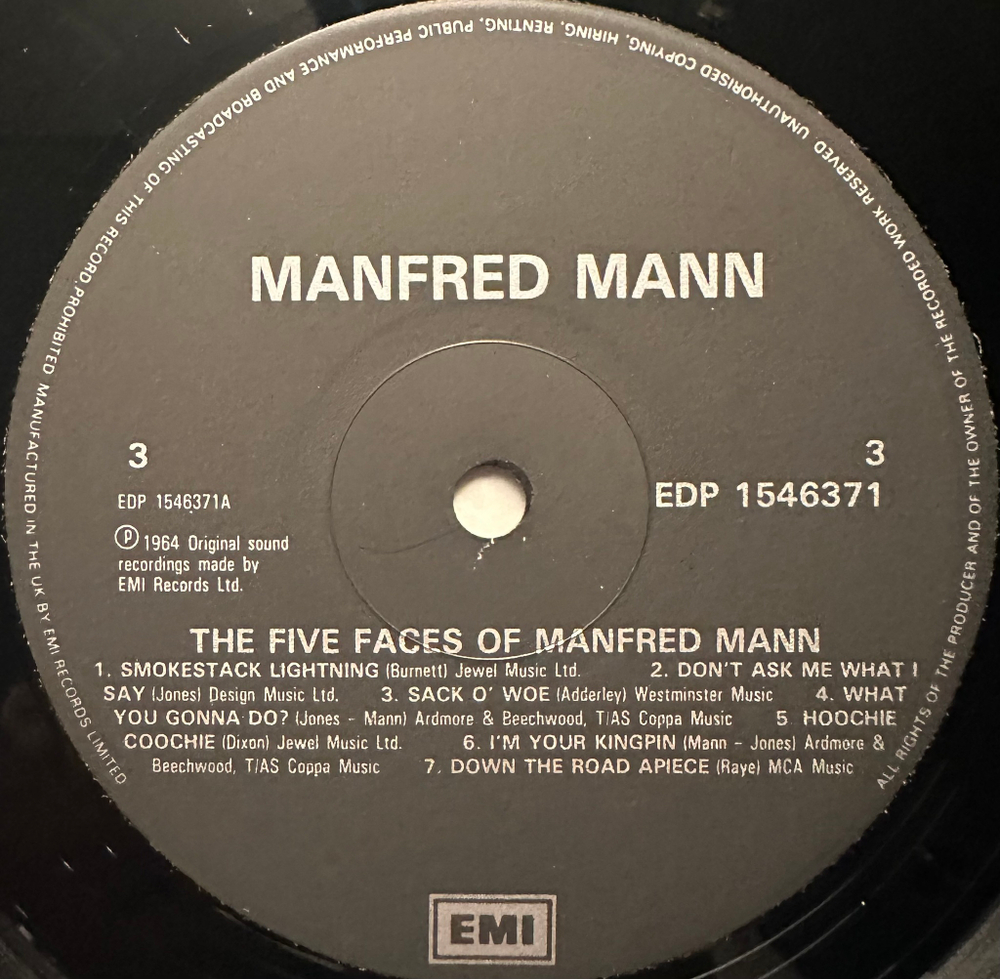 MANFRED MANN
3
EDP 1546371A
Ⓟ 1964 Original sound
recordings made by
EMI Records Ltd.
3
EDP 1546371
THE FIVE FACES OF MANFRED MANN
1. SMOKESTACK LIGHTNING (Burnett) Jewel Music Ltd. 2. DON'T ASK ME WHAT I
SAY (Jones) Design Music Ltd. 3. SACK O' WOE (Adderley) Westminster Music 4. WHAT
YOU GONNA DO? (Jones - Mann) Ardmore & Beechwood, T/AS Coppa Music 5 HOOCHIE
COOCHIE (Dixon) Jewel Music Ltd. 6. I'M YOUR KINGPIN (Mann - Jones) Ardmore &
Beechwood, T/AS Coppa Music 7. DOWN THE ROAD APIECE (Raye) MCA Music
EMI
ALL RIGHTS OF THE PRODUCER AND OF THE OWNER OF THE RECORDED WORK RESERVED. UNAUTHORISED COPYING, HIRING, RENTING, PUBLIC PERFORMANCE AND BROADCASTING OF THIS RECORD PROHIBITED MANUFACTURED IN THE UK BY EMI RECORDS LIMITED